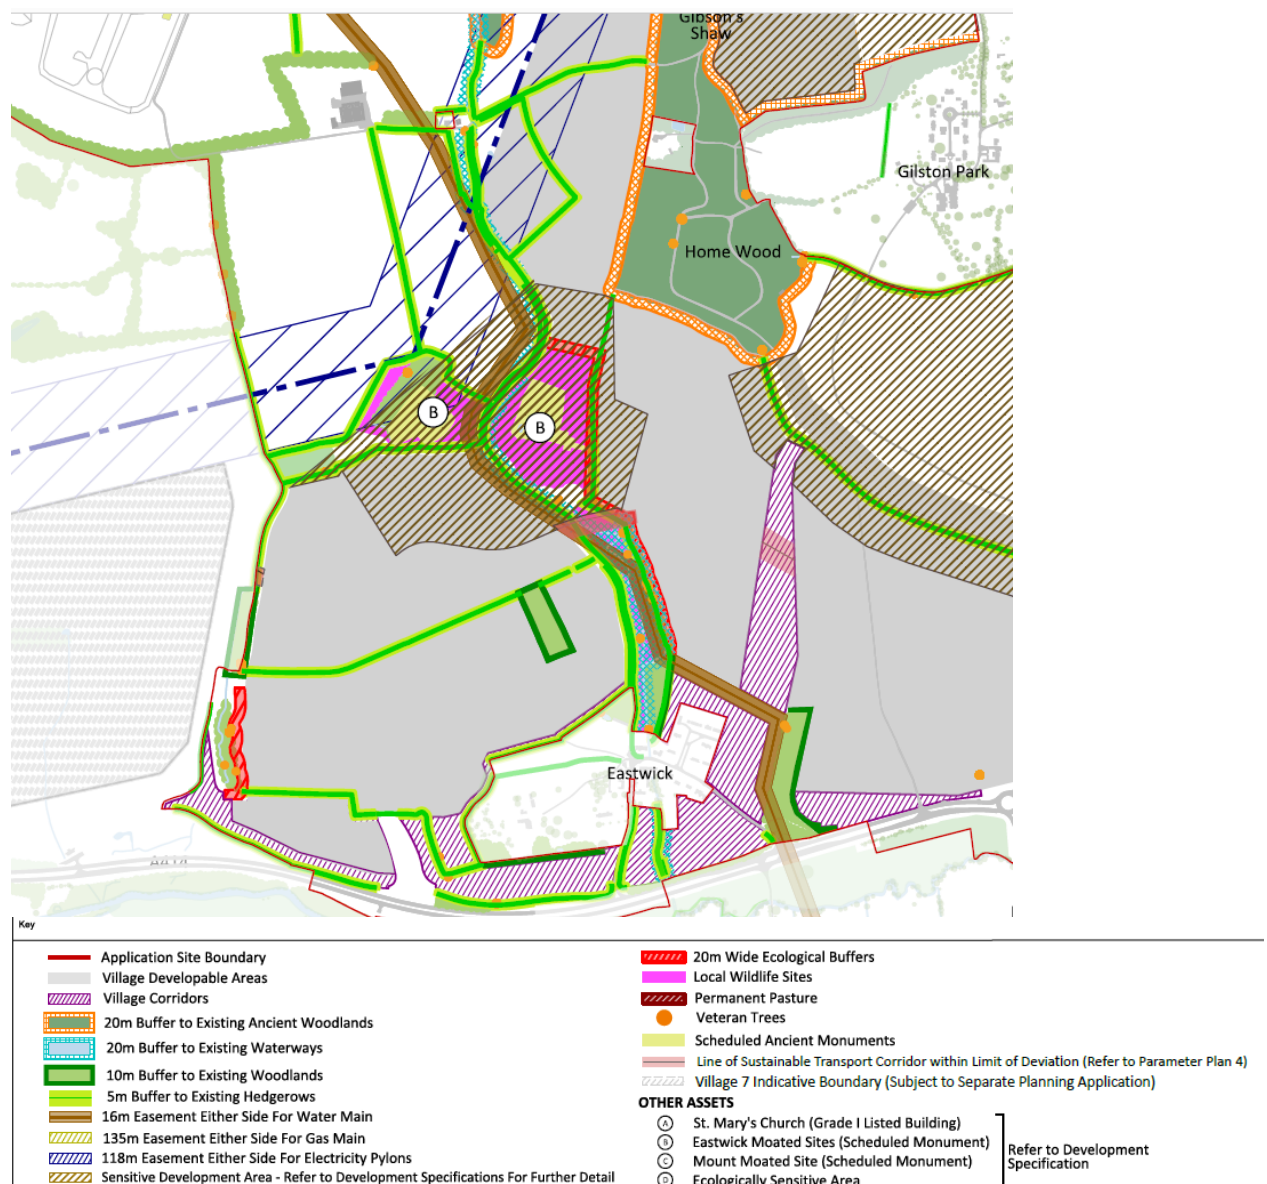 Gibson's
Shaw
Gilston Park
Home Wood
B
B
Eastwick
A414
Key
Application Site Boundary
Village Developable Areas
Village Corridors
20m Buffer to Existing Ancient Woodlands
20m Buffer to Existing Waterways
10m Buffer to Existing Woodlands
5m Buffer to Existing Hedgerows
16m Easement Either Side For Water Main
135m Easement Either Side For Gas Main
118m Easement Either Side For Electricity Pylons
Sensitive Development Area - Refer to Development Specifications For Further Detail
20m Wide Ecological Buffers
Local Wildlife Sites
Permanent Pasture
Veteran Trees
Scheduled Ancient Monuments
Line of Sustainable Transport Corridor within Limit of Deviation (Refer to Parameter Plan 4)
Village 7 Indicative Boundary (Subject to Separate Planning Application)
OTHER ASSETS
A St. Mary's Church (Grade I Listed Building)
B Eastwick Moated Sites (Scheduled Monument)
C Mount Moated Site (Scheduled Monument)
D Ecologically Sensitive Area
Refer to Development
Specification